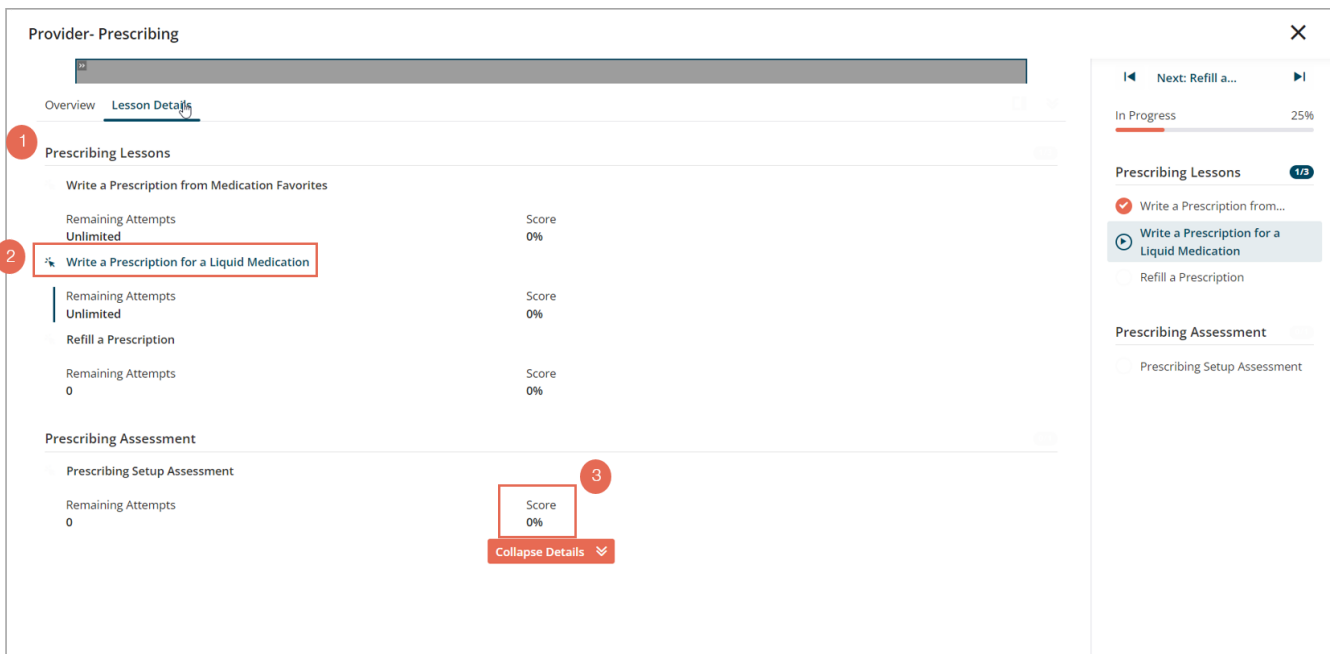 Provider- Prescribing
Overview
Lesson Details
1
Prescribing Lessons
Write a Prescription from Medication Favorites
Remaining Attempts
Score
Unlimited
0%
2
Write a Prescription for a Liquid Medication
Remaining Attempts
Score
Unlimited
0%
Refill a Prescription
Remaining Attempts
Score
0
0%
Prescribing Assessment
Prescribing Setup Assessment
3
Remaining Attempts
Score
0
0%
Collapse Details
Next: Refill a...
In Progress
25%
Prescribing Lessons
1/3
Write a Prescription from...
Write a Prescription for a
Liquid Medication
Refill a Prescription
Prescribing Assessment
Prescribing Setup Assessment